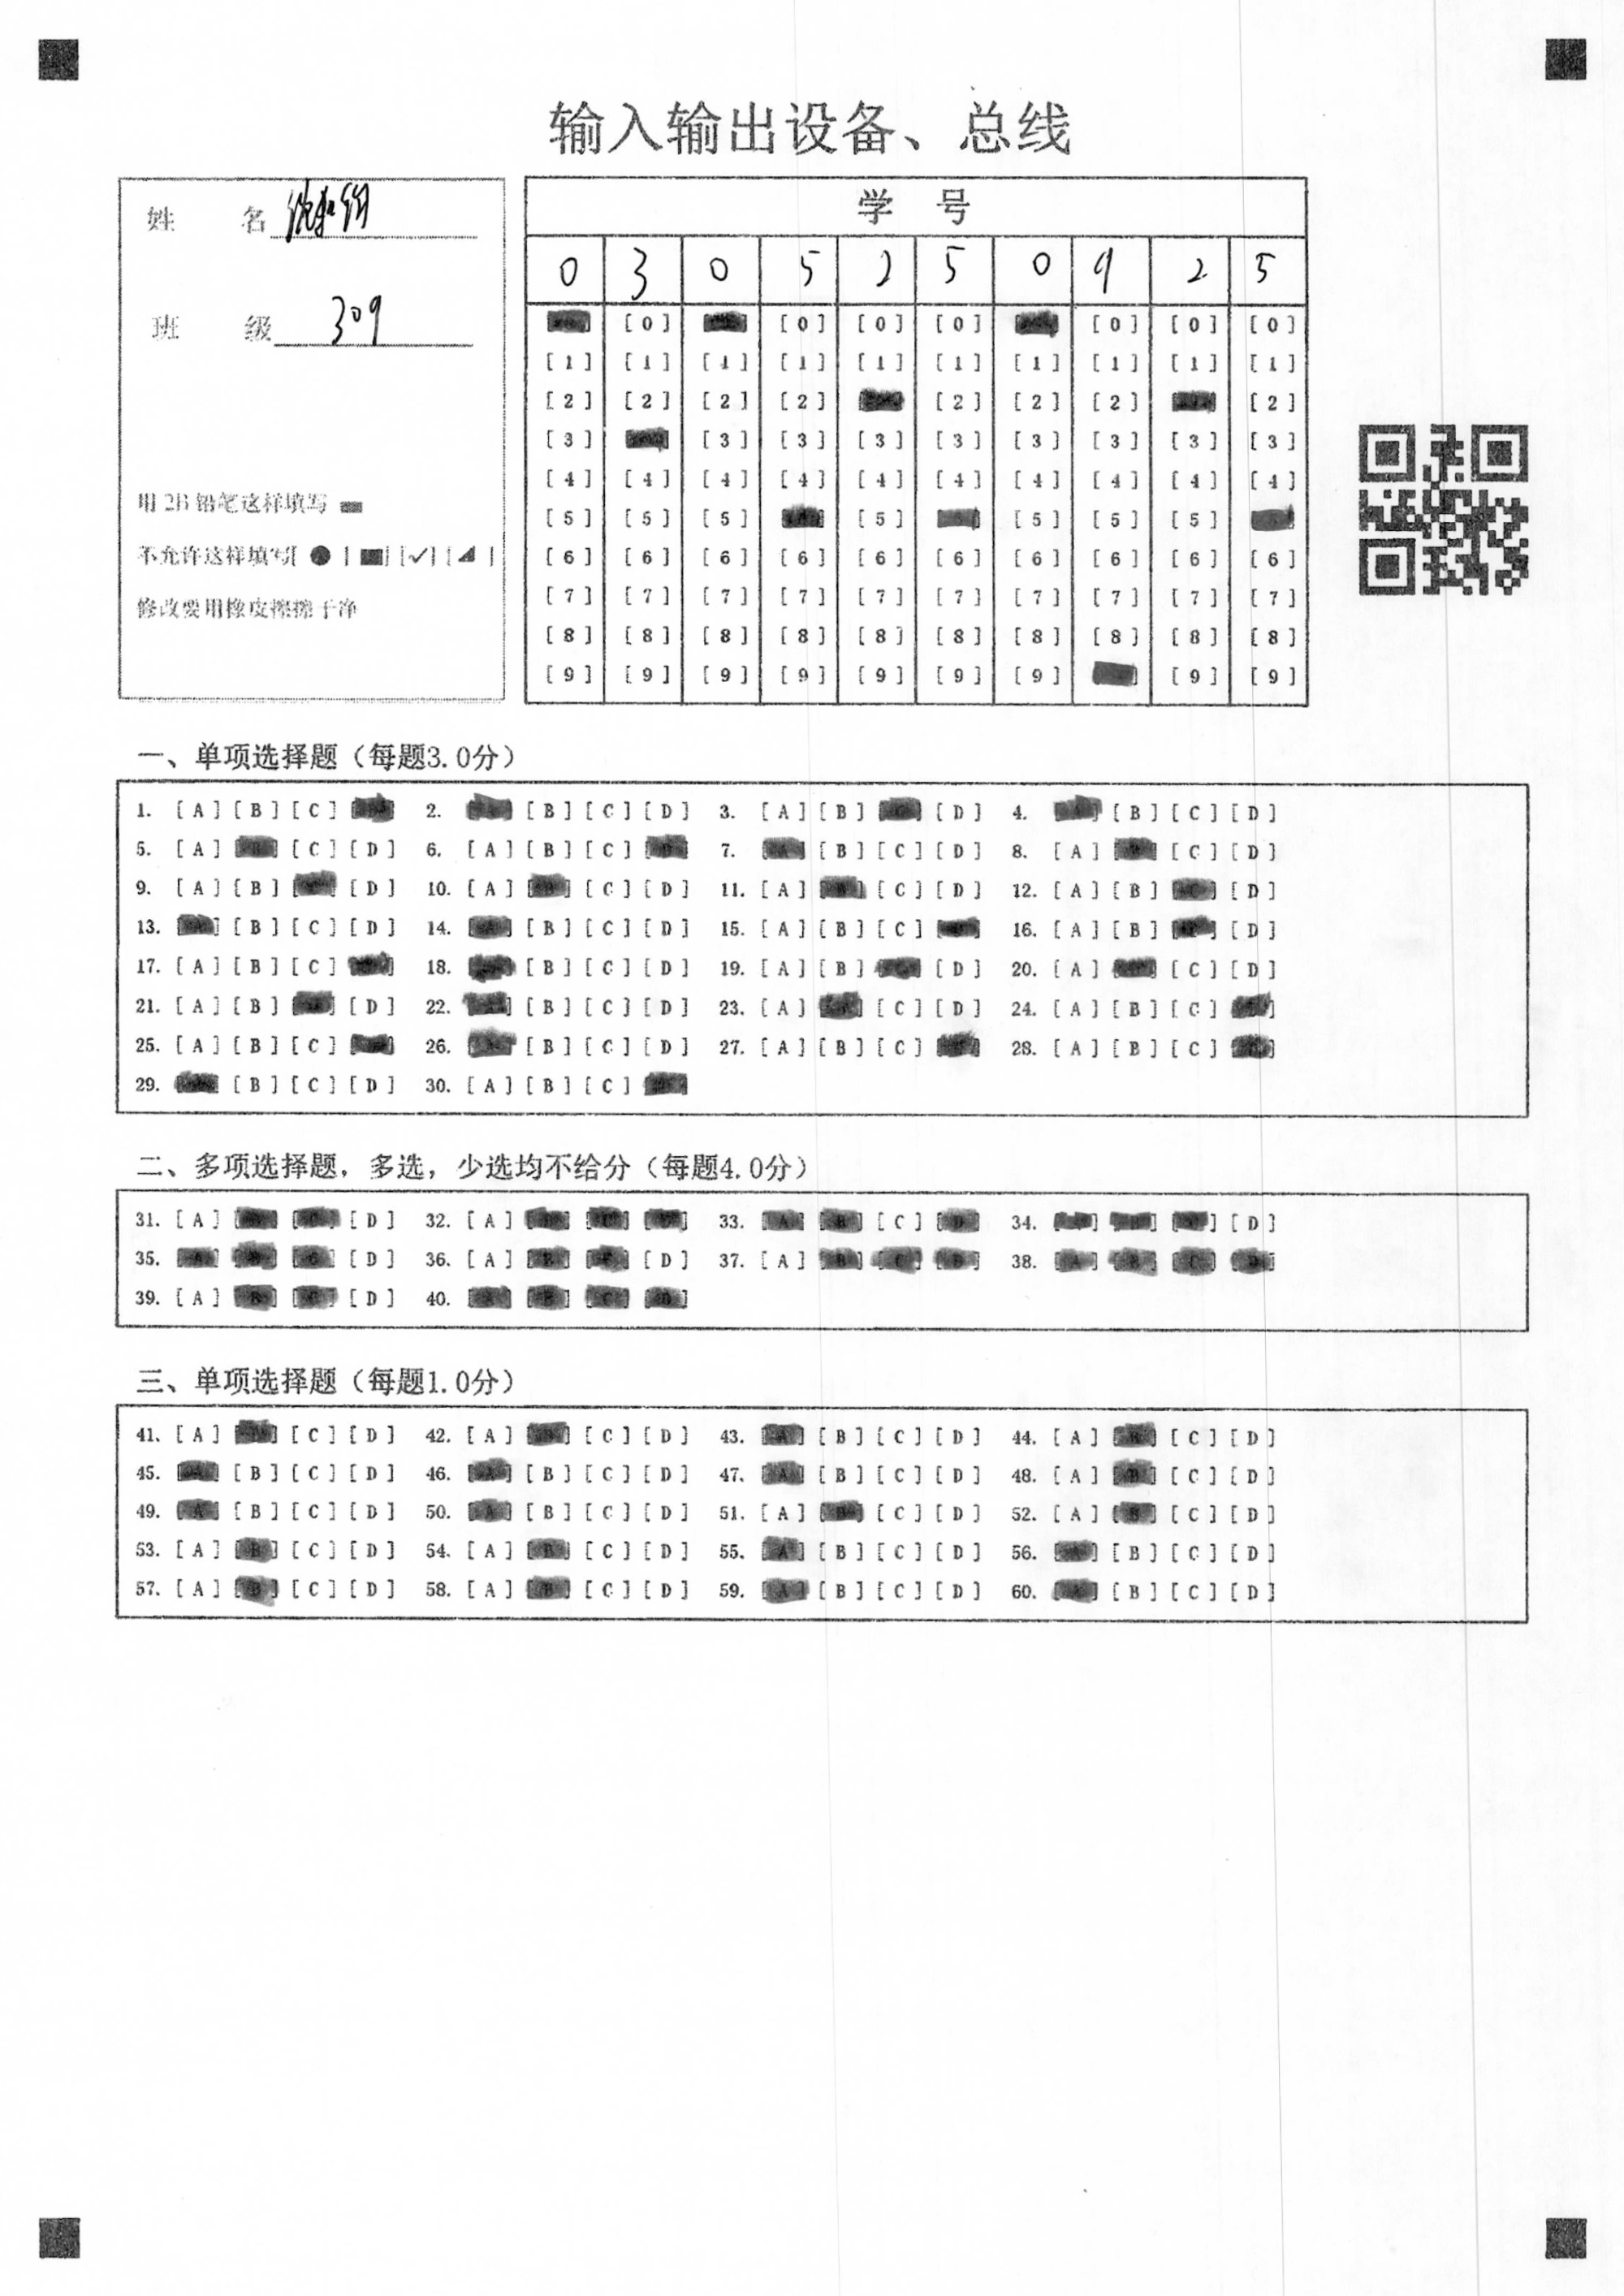 输入输出设备、总线
姓 名
班 级 309
用2B铅笔这样填写
不允许这样填写[ ● ] [■] [✓] [◢ ]
修改要用橡皮擦擦干净
学 号
0 3 0 5 2 5 0 9 2 5
[0] [0] [0] [0] [0] [0] [0]
[1] [1] [1] [1] [1] [1] [1] [1] [1] [1]
[2] [2] [2] [2] [2] [2] [2] [2]
[3] [3] [3] [3] [3] [3] [3] [3] [3]
[4] [4] [4] [4] [4] [4] [4] [4] [4] [4]
[5] [5] [5] [5] [5] [5] [5]
[6] [6] [6] [6] [6] [6] [6] [6] [6] [6]
[7] [7] [7] [7] [7] [7] [7] [7] [7] [7]
[8] [8] [8] [8] [8] [8] [8] [8] [8] [8]
[9] [9] [9] [9] [9] [9] [9] [9] [9]
一、单项选择题（每题3.0分）
1. [A] [B] [C] 2. [B] [C] [D] 3. [A] [B] [D] 4. [B] [C] [D]
5. [A] [C] [D] 6. [A] [B] [C] 7. [B] [C] [D] 8. [A] [C] [D]
9. [A] [B] [D] 10. [A] [C] [D] 11. [A] [C] [D] 12. [A] [B] [D]
13. [B] [C] [D] 14. [B] [C] [D] 15. [A] [B] [C] 16. [A] [B] [D]
17. [A] [B] [C] 18. [B] [C] [D] 19. [A] [B] [D] 20. [A] [C] [D]
21. [A] [B] [D] 22. [B] [C] [D] 23. [A] [C] [D] 24. [A] [B] [C]
25. [A] [B] [C] 26. [B] [C] [D] 27. [A] [B] [C] 28. [A] [B] [C]
29. [B] [C] [D] 30. [A] [B] [C]
二、多项选择题，多选，少选均不给分（每题4.0分）
31. [A] [D] 32. [A] 33. [C] 34. [D]
35. [D] 36. [A] [D] 37. [A] 38.
39. [A] [D] 40.
三、单项选择题（每题1.0分）
41. [A] [C] [D] 42. [A] [C] [D] 43. [B] [C] [D] 44. [A] [C] [D]
45. [B] [C] [D] 46. [B] [C] [D] 47. [B] [C] [D] 48. [A] [C] [D]
49. [B] [C] [D] 50. [B] [C] [D] 51. [A] [C] [D] 52. [A] [C] [D]
53. [A] [C] [D] 54. [A] [C] [D] 55. [B] [C] [D] 56. [B] [C] [D]
57. [A] [C] [D] 58. [A] [C] [D] 59. [B] [C] [D] 60. [B] [C] [D]